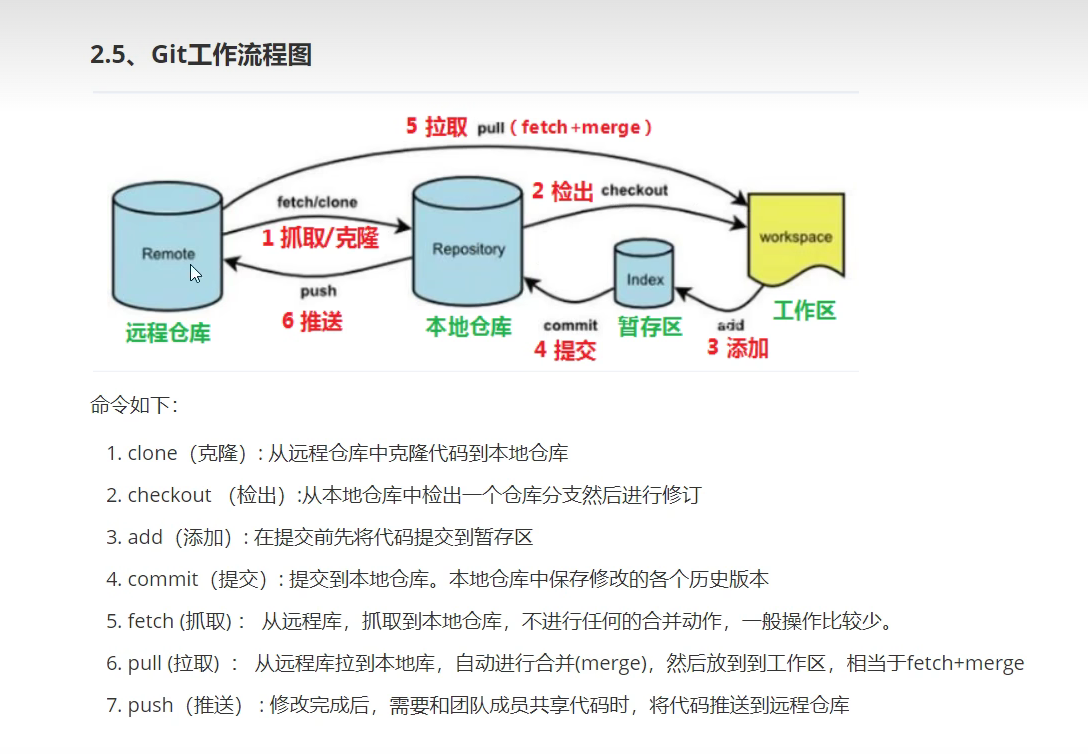 2.5、Git工作流程图
5 拉取 pull ( fetch+merge )
fetch/clone
1 抓取/克隆
2 检出 checkout
Remote
Repository
Index
workspace
push
6 推送
远程仓库
本地仓库
commit
4 提交
暂存区
add
3 添加
工作区
命令如下：
1. clone（克隆）: 从远程仓库中克隆代码到本地仓库
2. checkout （检出）:从本地仓库中检出一个仓库分支然后进行修订
3. add（添加）: 在提交前先将代码提交到暂存区
4. commit（提交）: 提交到本地仓库。本地仓库中保存修改的各个历史版本
5. fetch (抓取) ： 从远程库，抓取到本地仓库，不进行任何的合并动作，一般操作比较少。
6. pull (拉取) ： 从远程库拉到本地库，自动进行合并(merge)，然后放到到工作区，相当于fetch+merge
7. push（推送） : 修改完成后，需要和团队成员共享代码时，将代码推送到远程仓库